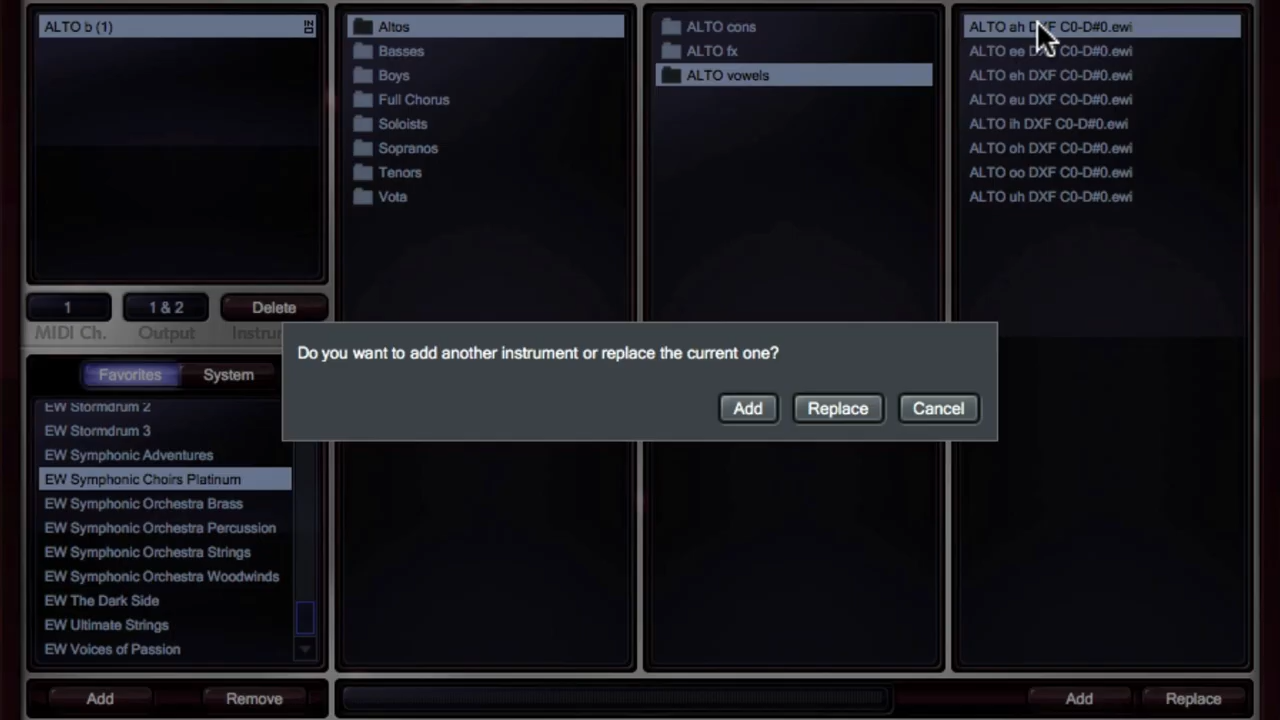 ALTO b (1)
1
1 & 2
Delete
MIDI Ch.
Output
Favorites
System
EW Stormdrum 2
EW Stormdrum 3
EW Symphonic Adventures
EW Symphonic Choirs Platinum
EW Symphonic Orchestra Brass
EW Symphonic Orchestra Percussion
EW Symphonic Orchestra Strings
EW Symphonic Orchestra Woodwinds
EW The Dark Side
EW Ultimate Strings
EW Voices of Passion
Add
Remove
Altos
Basses
Boys
Full Chorus
Soloists
Sopranos
Tenors
Vota
ALTO cons
ALTO fx
ALTO vowels
ALTO ah DXF C0-D#0.ewi
ALTO ee DXF C0-D#0.ewi
ALTO eh DXF C0-D#0.ewi
ALTO eu DXF C0-D#0.ewi
ALTO ih DXF C0-D#0.ewi
ALTO oh DXF C0-D#0.ewi
ALTO oo DXF C0-D#0.ewi
ALTO uh DXF C0-D#0.ewi
Do you want to add another instrument or replace the current one?
Add
Replace
Cancel
Add
Replace